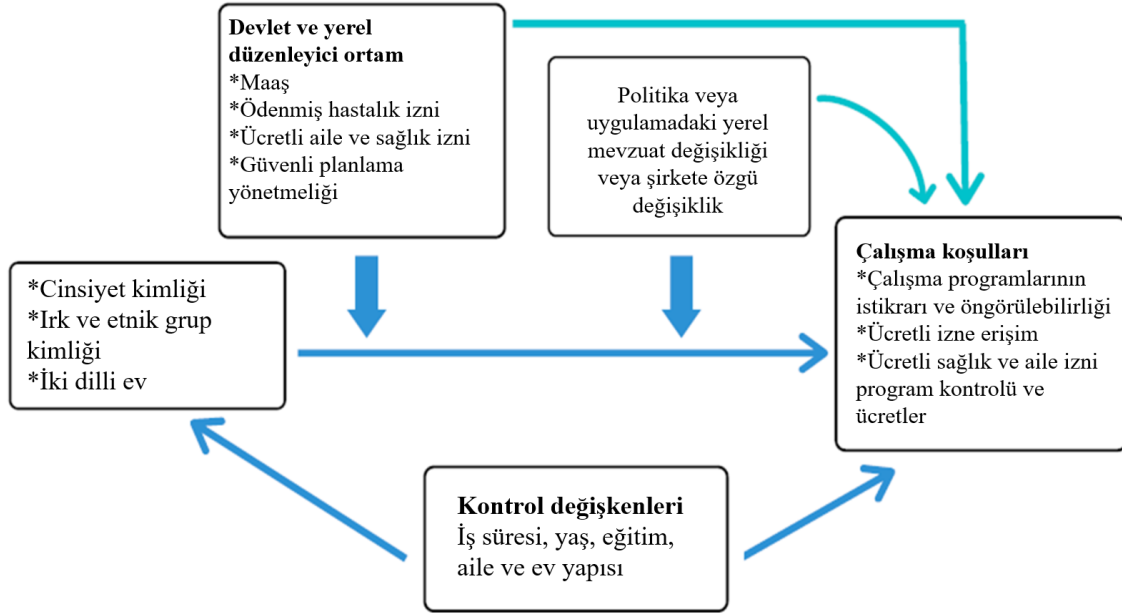 Devlet ve yerel
düzenleyici ortam
*Maaş
*Ödenmiş hastalık izni
*Ücretli aile ve sağlık izni
*Güvenli planlama
yönetmeliği
Politika veya
uygulamadaki yerel
mevzuat değişikliği
veya şirkete özgü
değişiklik
*Cinsiyet kimliği
*Irk ve etnik grup
kimliği
*İki dilli ev
Çalışma koşulları
*Çalışma programlarının
istikrarı ve öngörülebilirliği
*Ücretli izne erişim
*Ücretli sağlık ve aile izni
program kontrolü ve
ücretler
Kontrol değişkenleri
İş süresi, yaş, eğitim,
aile ve ev yapısı